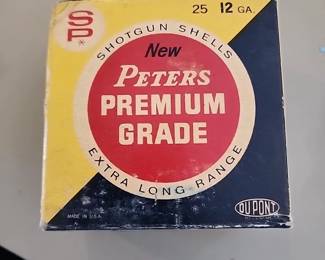 SP
25 12 GA.
SHOTGUN SHELLS
New
PETERS
PREMIUM
GRADE
EXTRA LONG RANGE
MADE IN U.S.A.
DU PONT